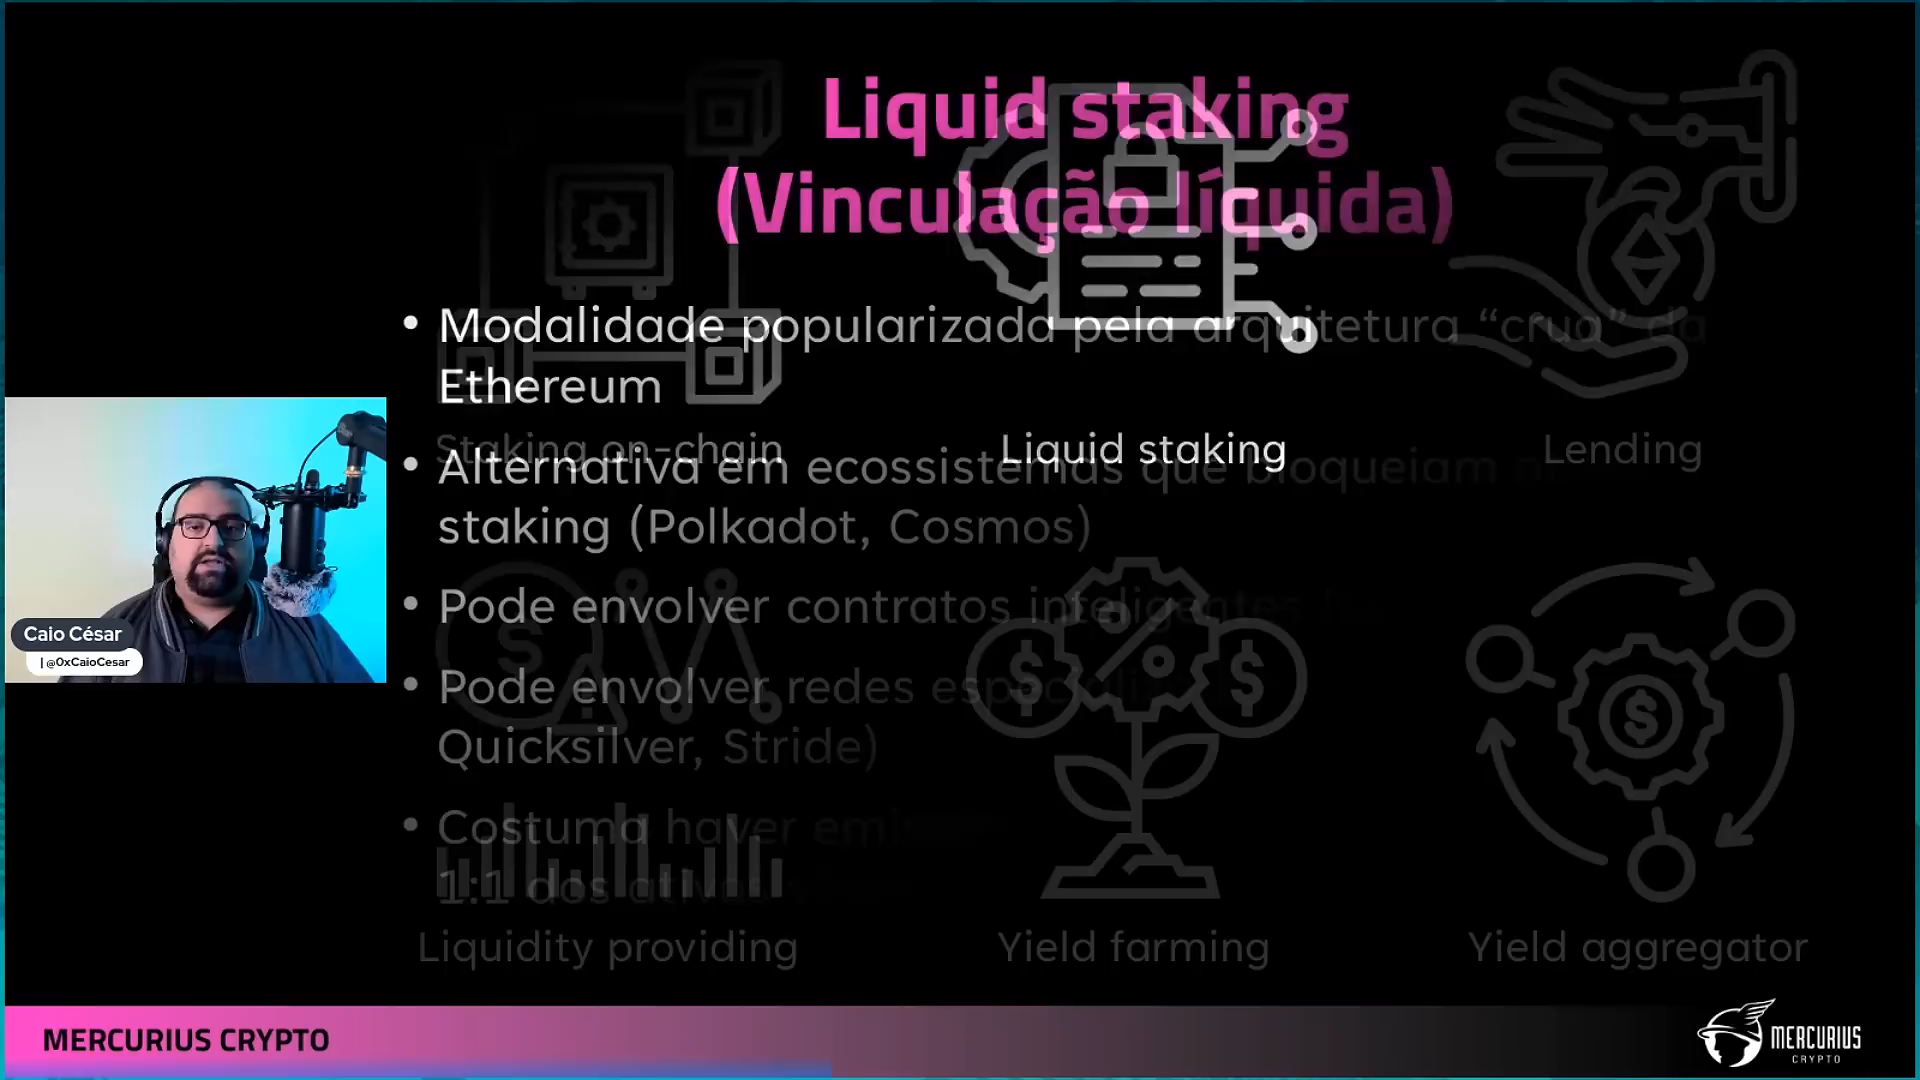 Liquid staking
(Vinculação líquida)
• Modalidade popularizada pela arquitetura “crua” da
Ethereum
Staking on-chain
Liquid staking
Lending
• Alternativa em ecossistemas que bloqueiam
staking (Polkadot, Cosmos)
• Pode envolver contratos inteligentes
• Pode envolver redes
Quicksilver, Stride)
• Costuma haver
1:1 dos ativos
Liquidity providing
Yield farming
Yield aggregator
Caio César
| @0xCaioCesar
MERCURIUS CRYPTO
MERCURIUS
CRYPTO